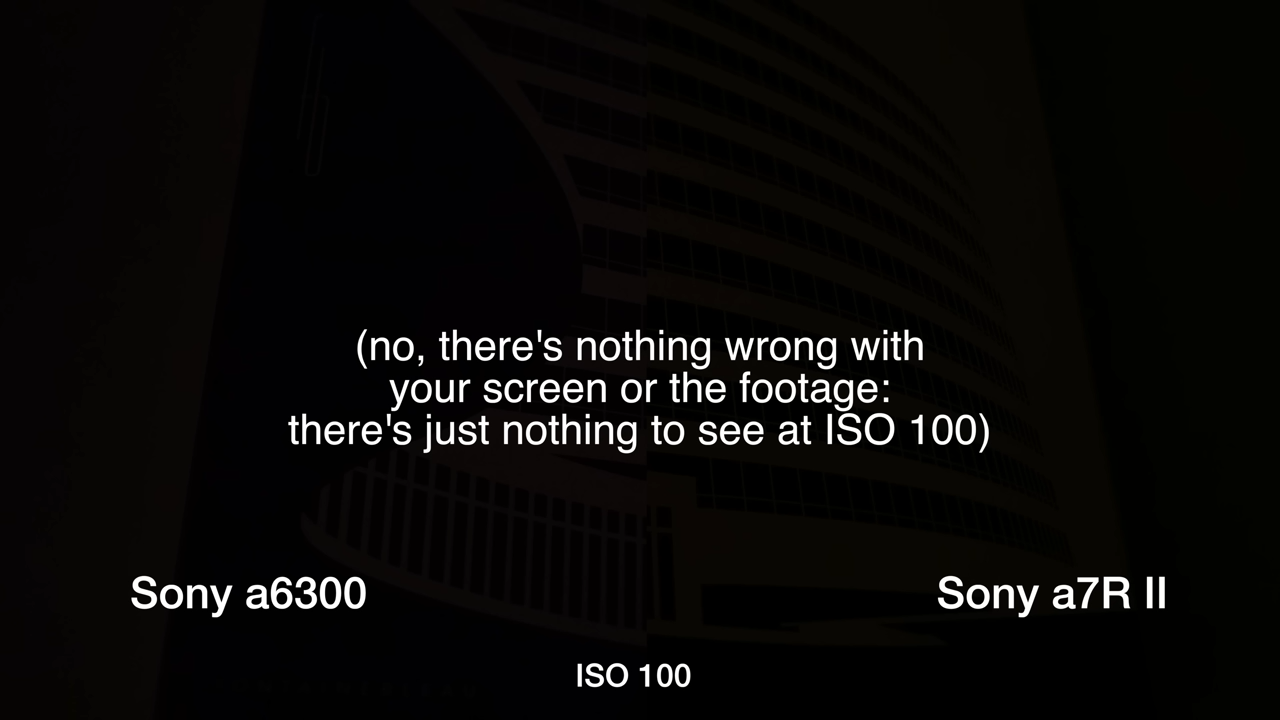 (no, there's nothing wrong with
your screen or the footage:
there's just nothing to see at ISO 100)
Sony a6300
Sony a7R II
ISO 100